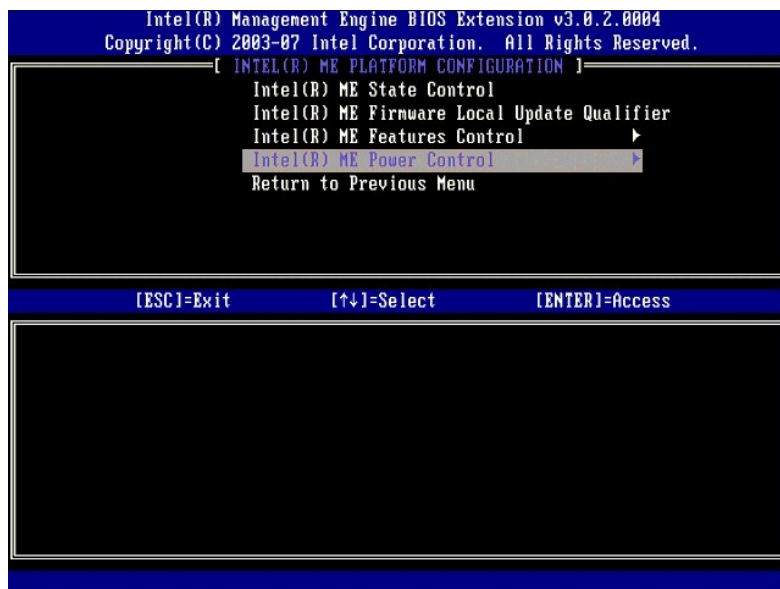 Intel(R) Management Engine BIOS Extension v3.0.2.0004
Copyright(C) 2003-07 Intel Corporation. All Rights Reserved.
[ INTEL(R) ME PLATFORM CONFIGURATION ]
Intel(R) ME State Control
Intel(R) ME Firmware Local Update Qualifier
Intel(R) ME Features Control ►
Intel(R) ME Power Control ►
Return to Previous Menu
[ESC]=Exit [↑↓]=Select [ENTER]=Access